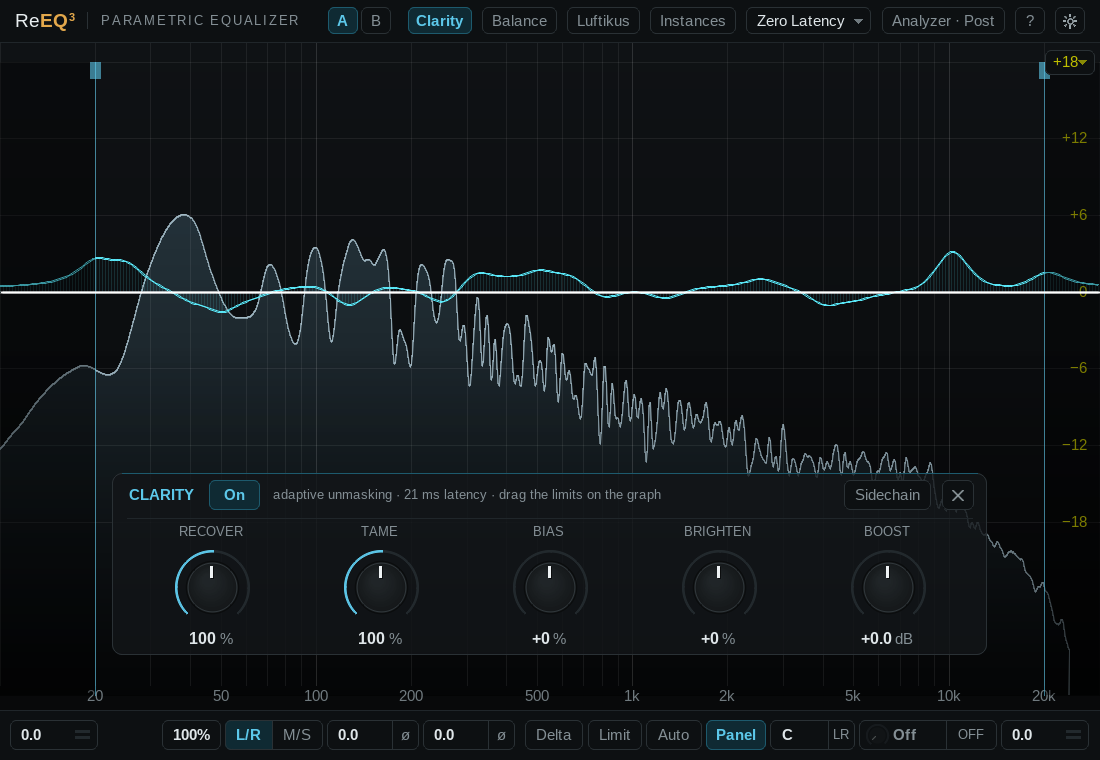 ReEQ³ PARAMETRIC EQUALIZER A B Clarity Balance Luftikus Instances Zero Latency Analyzer · Post ?
+18
+12
+6
0
−6
−12
−18
CLARITY On adaptive unmasking · 21 ms latency · drag the limits on the graph Sidechain
RECOVER TAME BIAS BRIGHTEN BOOST
100 % 100 % +0 % +0 % +0.0 dB
20 50 100 200 500 1k 2k 5k 10k 20k
0.0 100% L/R M/S 0.0 ø 0.0 ø Delta Limit Auto Panel C LR Off OFF 0.0